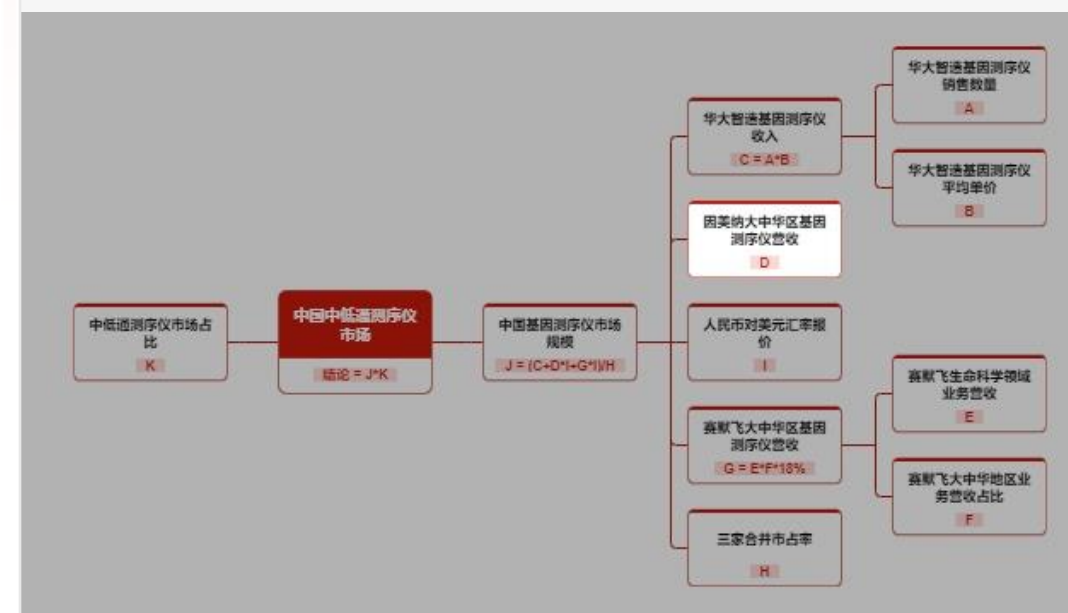 华大智造基因测序仪
销售数量
A
华大智造基因测序仪
收入
C = A*B
华大智造基因测序仪
平均单价
B
因美纳大中华区基因
测序仪营收
D
中低通测序仪市场占
比
K
中国中低通测序仪
市场
结论 = J*K
中国基因测序仪市场
规模
J = (C+D*I+G*I)/H
人民币对美元汇率报
价
I
赛默飞生命科学领域
业务营收
E
赛默飞大中华区基因
测序仪营收
G = E*F*18%
赛默飞大中华地区业
务营收占比
F
三家合并市占率
H